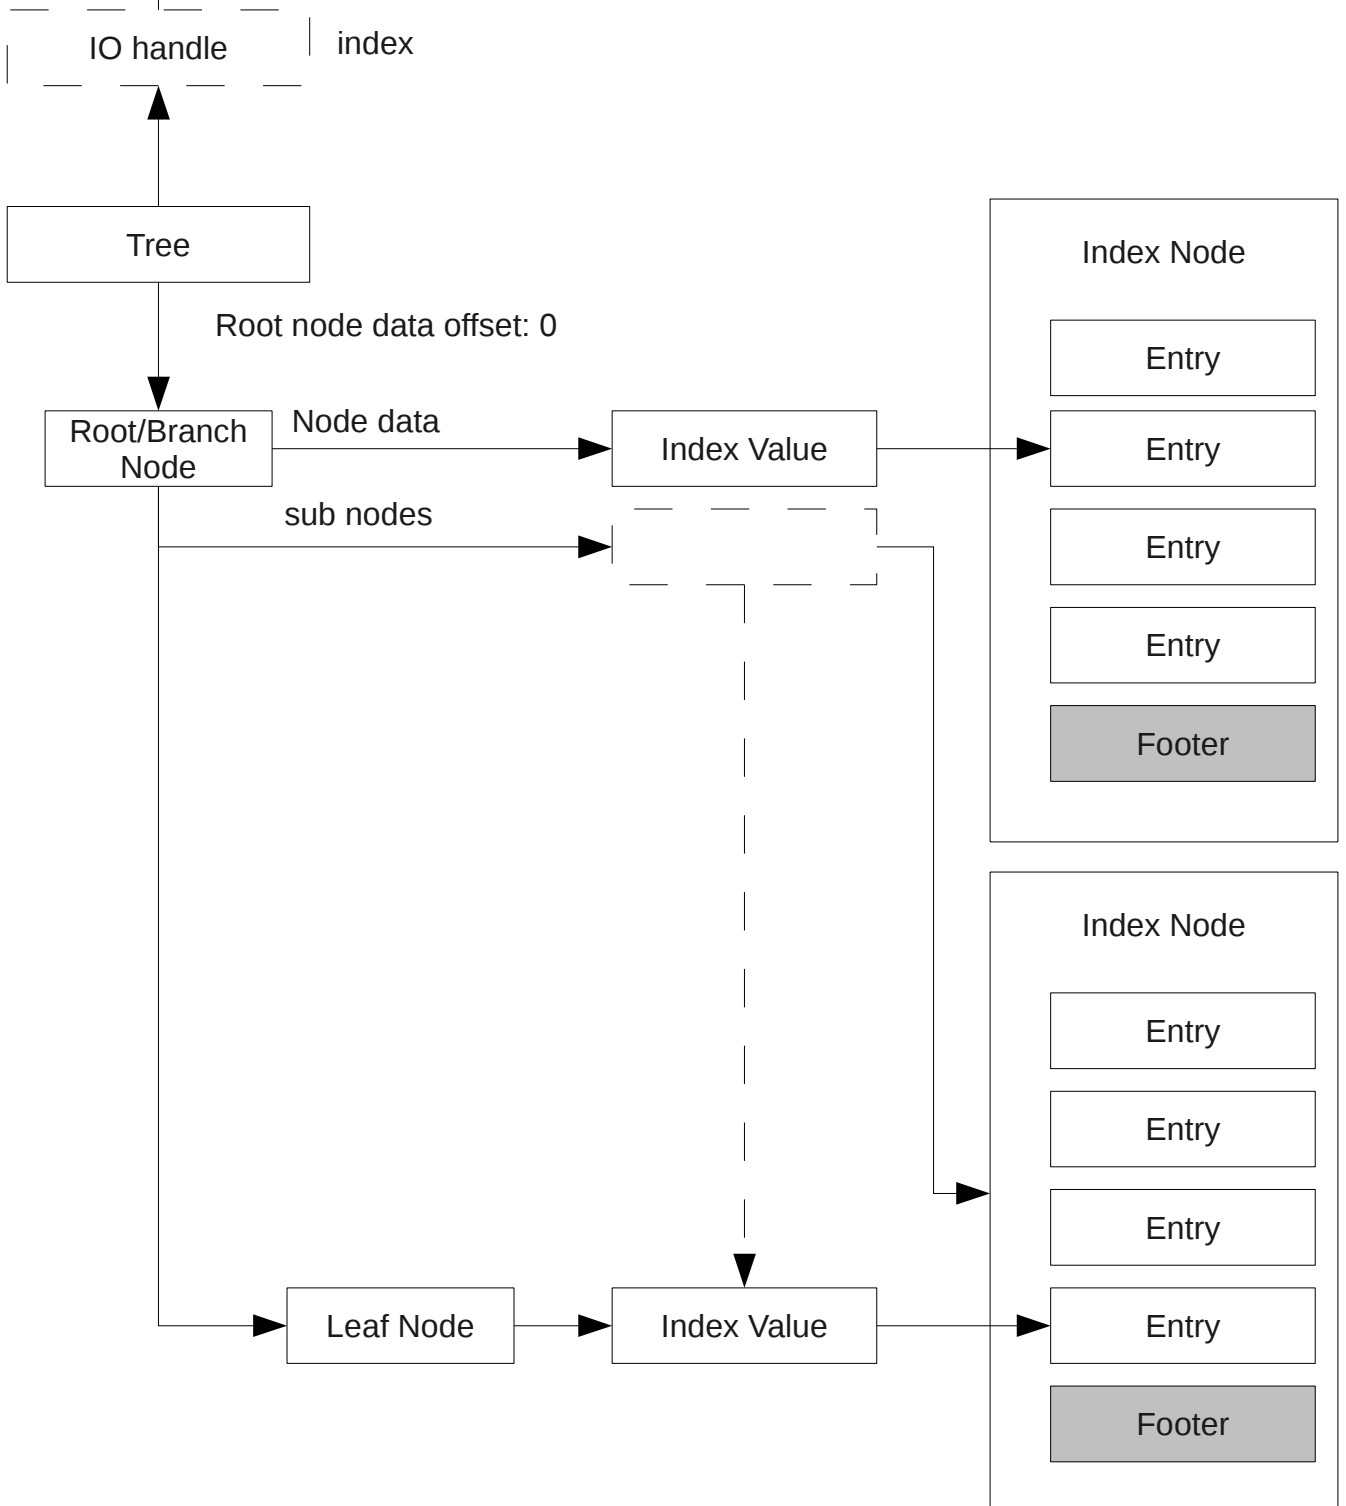 IO handle
index
Tree
Root node data offset: 0
Root/Branch
Node
Node data
Index Value
sub nodes
Index Node
Entry
Entry
Entry
Entry
Footer
Leaf Node
Index Value
Index Node
Entry
Entry
Entry
Entry
Footer